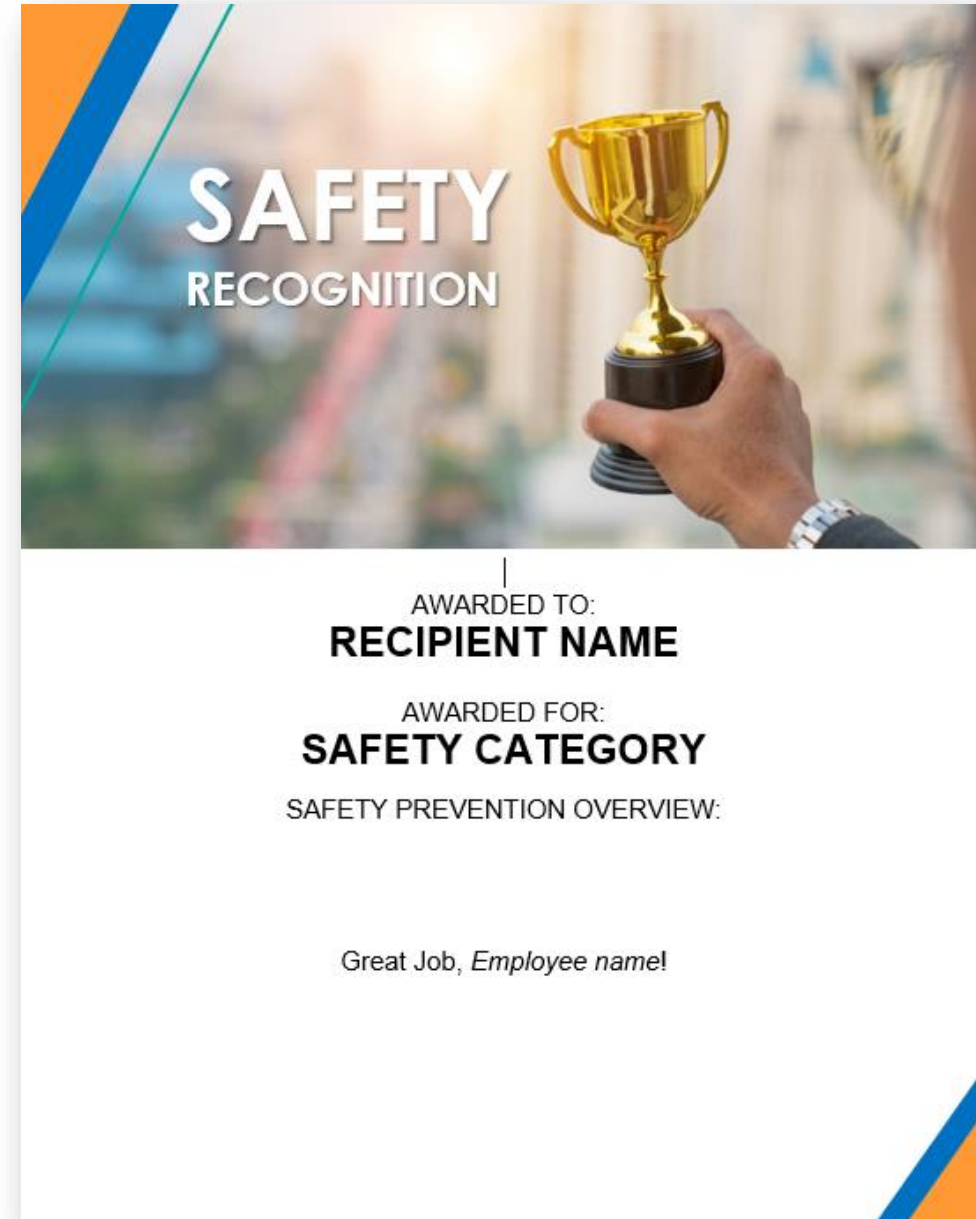 SAFETY
RECOGNITION
AWARDED TO:
RECIPIENT NAME
AWARDED FOR:
SAFETY CATEGORY
SAFETY PREVENTION OVERVIEW:
Great Job, Employee name!